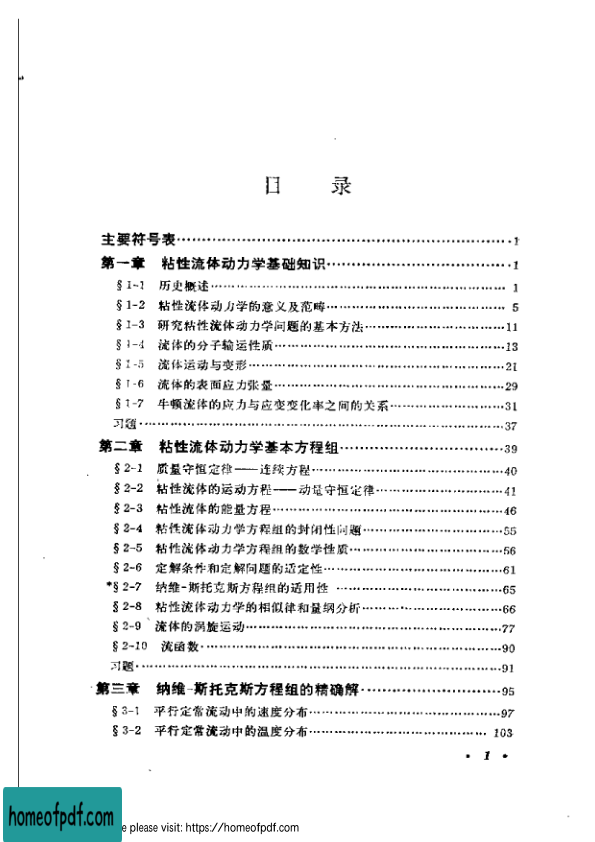 目 录
主要符号表……1
第一章 粘性流体动力学基础知识……1
§1-1 历史概述……1
§1-2 粘性流体动力学的意义及范畴……5
§1-3 研究粘性流体动力学问题的基本方法……11
§1-4 流体的分子输运性质……13
§1-5 流体运动与变形……21
§1-6 流体的表面应力张量……29
§1-7 牛顿流体的应力与应变变化率之间的关系……31
习题……37
第二章 粘性流体动力学基本方程组……39
§2-1 质量守恒定律——连续方程……40
§2-2 粘性流体的运动方程——动量守恒定律……41
§2-3 粘性流体的能量方程……46
§2-4 粘性流体动力学方程组的封闭性问题……55
§2-5 粘性流体动力学方程组的数学性质……56
§2-6 定解条件和定解问题的适定性……61
*§2-7 纳维-斯托克斯方程组的适用性……65
§2-8 粘性流体动力学的相似律和量纲分析……66
§2-9 流体的涡旋运动……77
§2-10 流函数……90
习题……91
第三章 纳维-斯托克斯方程组的精确解……95
§3-1 平行定常流动中的速度分布……97
§3-2 平行定常流动中的温度分布……103
· 1 ·
homeofpdf.com
e please visit: https://homeofpdf.com